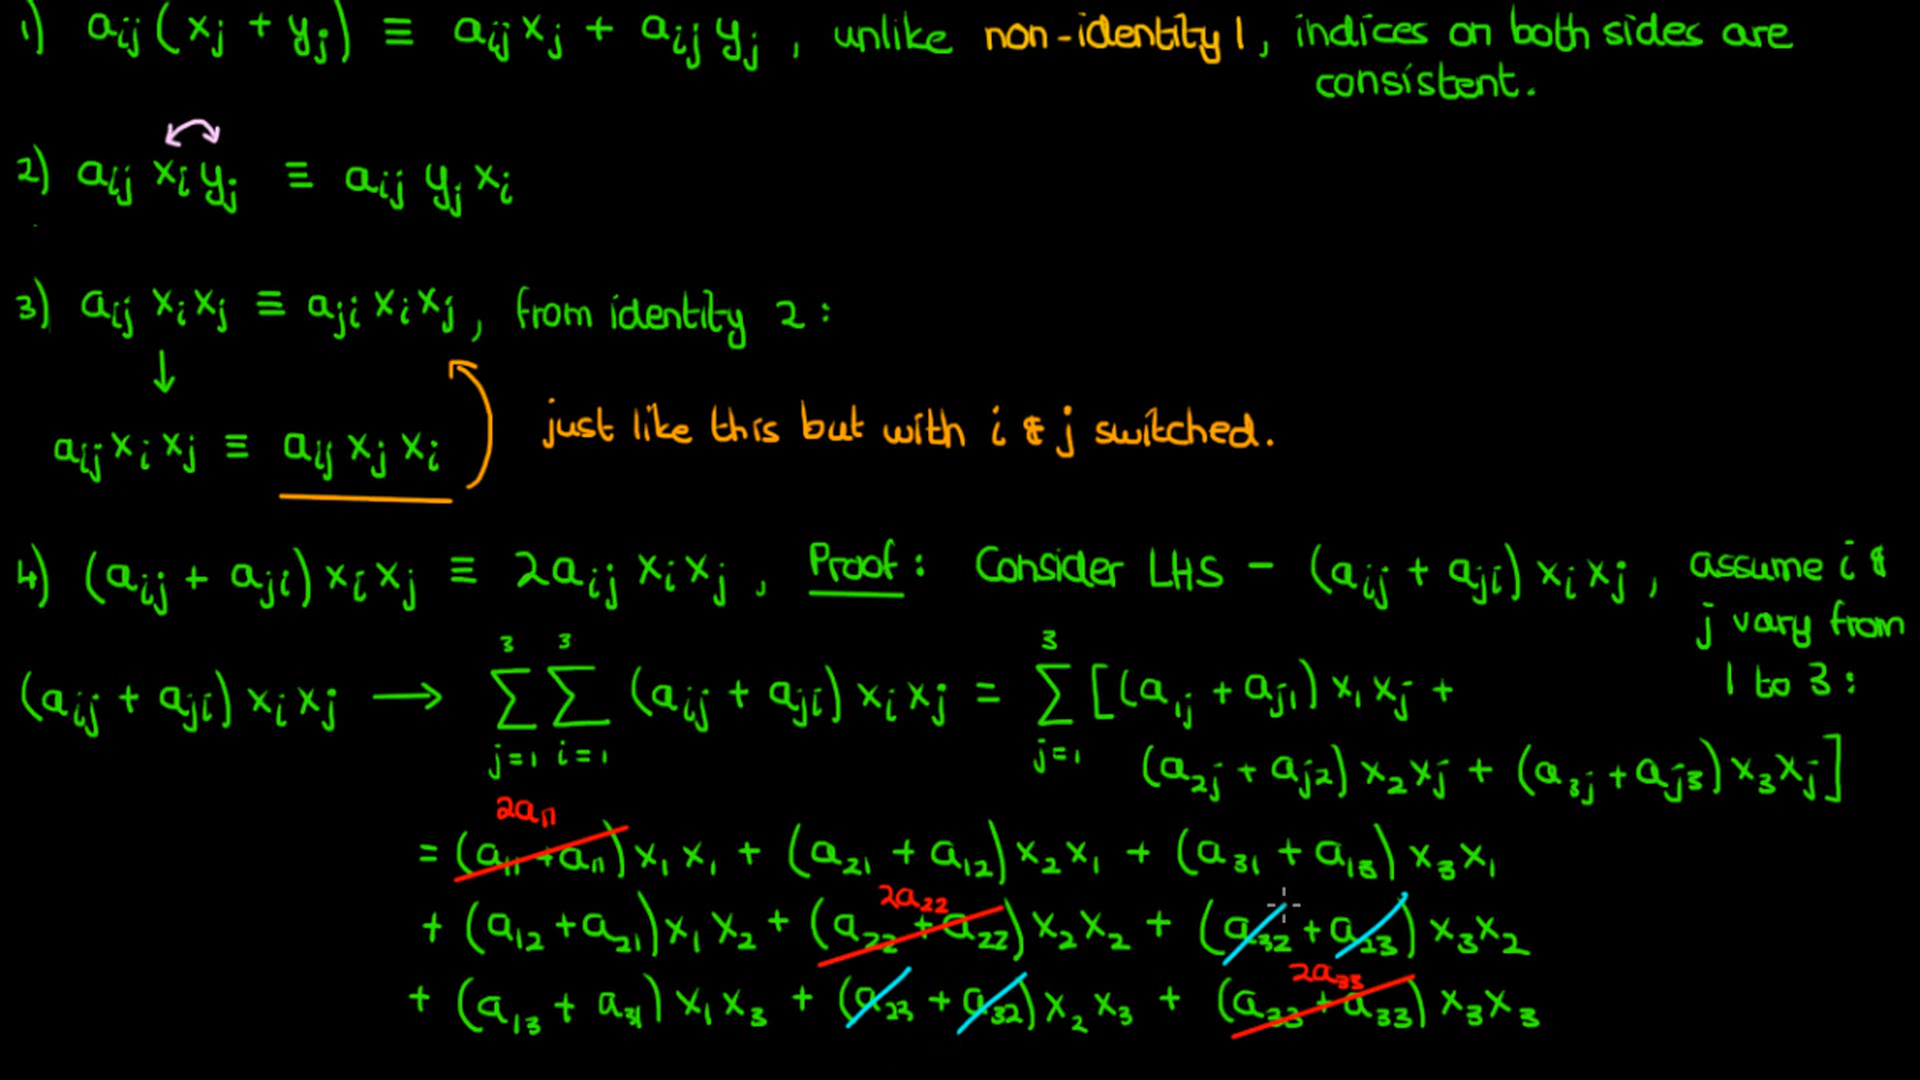 1) aij (xj + yj) ≡ aij xj + aij yj , unlike non-identity 1, indices on both sides are
consistent.
2) aij xi yj ≡ aij yj xi
3) aij xi xj ≡ aji xi xj, from identity 2 :
↓
aij xi xj ≡ aij xj xi just like this but with i & j switched.
4) (aij + aji) xi xj ≡ 2aij xi xj , Proof : Consider LHS - (aij + aji) xi xj , assume i &
j vary from
1 to 3 :
(aij + aji) xi xj → 3∑j=1 3∑i=1 (aij + aji) xi xj = 3∑j=1 [(a1j + aj1) x1 xj +
(a2j + aj2) x2 xj + (a3j + aj3) x3 xj]
2a11
= (a11 + a11) x1 x1 + (a21 + a12) x2 x1 + (a31 + a13) x3 x1
2a22
+ (a12 + a21) x1 x2 + (a22 + a22) x2 x2 + (a32 + a23) x3 x2
2a33
+ (a13 + a31) x1 x3 + (a23 + a32) x2 x3 + (a33 + a33) x3 x3